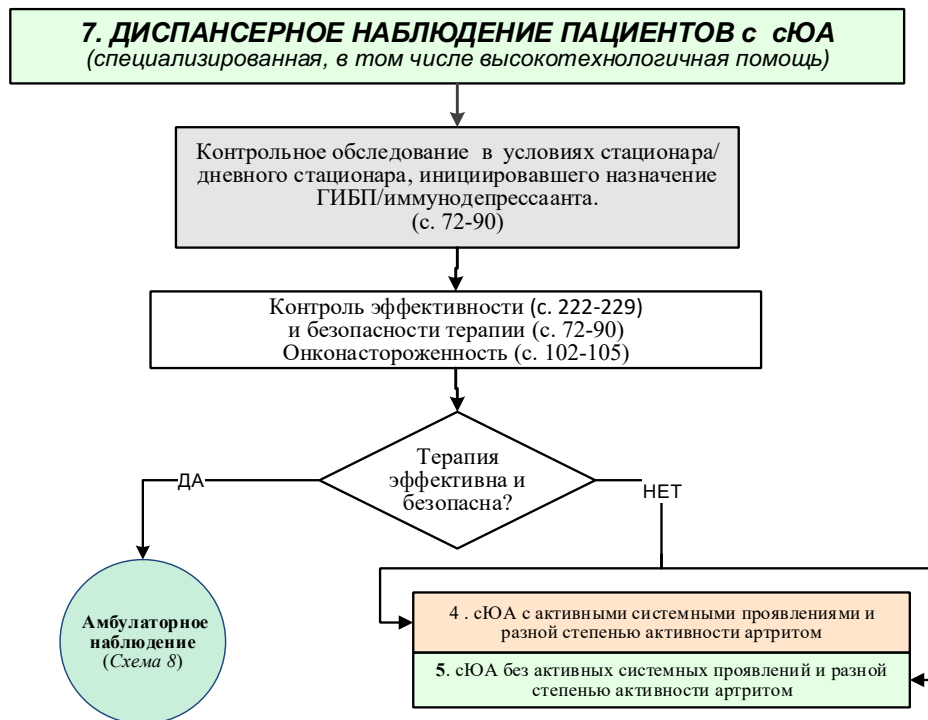 7. ДИСПАНСЕРНОЕ НАБЛЮДЕНИЕ ПАЦИЕНТОВ с сЮА
(специализированная, в том числе высокотехнологичная помощь)
Контрольное обследование в условиях стационара/
дневного стационара, инициировавшего назначение
ГИБП/иммунодепрессаанта.
(с. 72-90)
Контроль эффективности (с. 222-229)
и безопасности терапии (с. 72-90)
Онконастороженность (с. 102-105)
Терапия
эффективна и
безопасна?
ДА
НЕТ
Амбулаторное
наблюдение
(Схема 8)
4 . сЮА с активными системными проявлениями и
разной степенью активности артритом
5. сЮА без активных системных проявлений и разной
степенью активности артритом